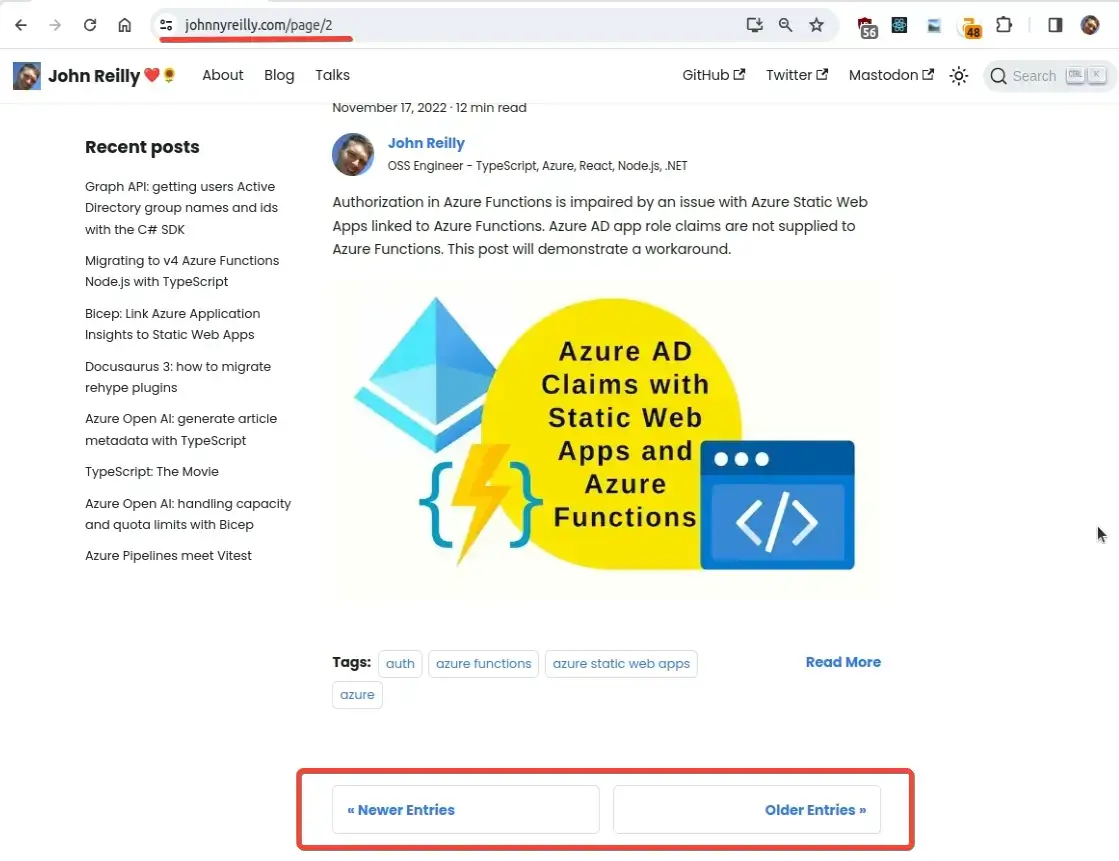 johnnyreilly.com/page/2
56
48
John Reilly❤️🌻
About
Blog
Talks
GitHub
Twitter
Mastodon
Search
CTRL
K
November 17, 2022 · 12 min read
John Reilly
OSS Engineer - TypeScript, Azure, React, Node.js, .NET
Recent posts
Graph API: getting users Active
Directory group names and ids
with the C# SDK
Migrating to v4 Azure Functions
Node.js with TypeScript
Bicep: Link Azure Application
Insights to Static Web Apps
Docusaurus 3: how to migrate
rehype plugins
Azure Open AI: generate article
metadata with TypeScript
TypeScript: The Movie
Azure Open AI: handling capacity
and quota limits with Bicep
Azure Pipelines meet Vitest
Authorization in Azure Functions is impaired by an issue with Azure Static Web
Apps linked to Azure Functions. Azure AD app role claims are not supplied to
Azure Functions. This post will demonstrate a workaround.
Azure AD
Claims with
Static Web
Apps and
Azure
Functions
Tags:
auth
azure functions
azure static web apps
azure
Read More
« Newer Entries
Older Entries »